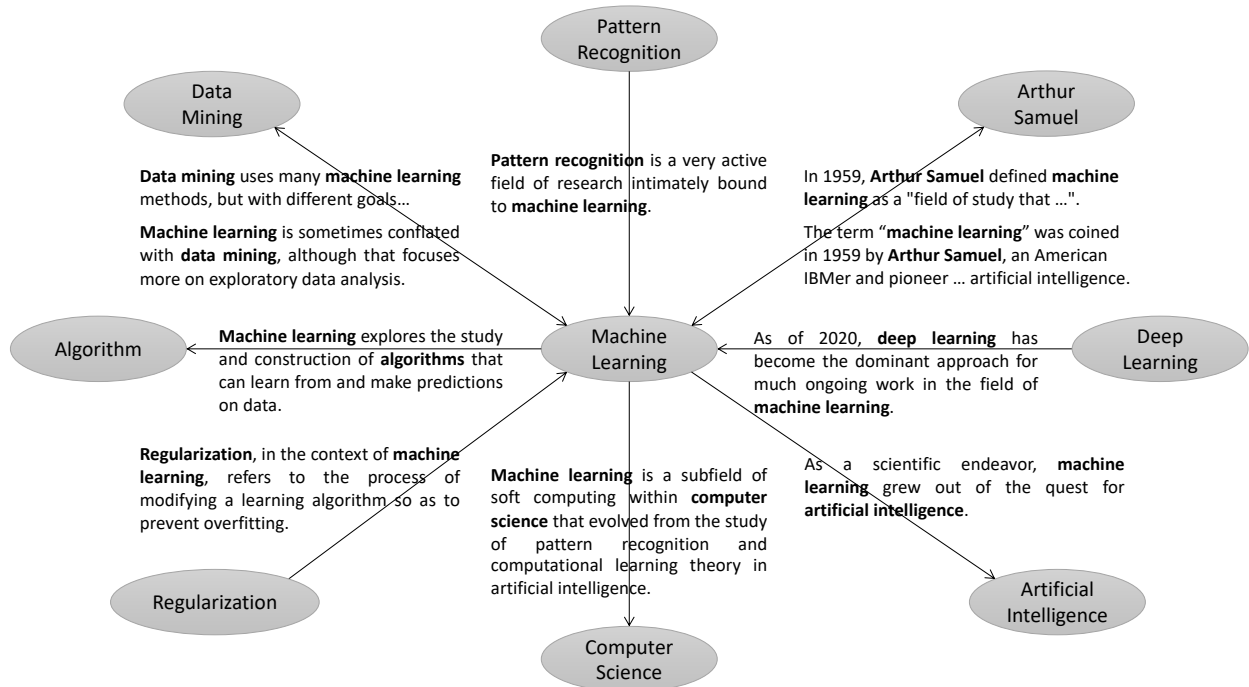 Pattern
Recognition
Data
Mining
Arthur
Samuel
Data mining uses many machine learning
methods, but with different goals…
Machine learning is sometimes conflated
with data mining, although that focuses
more on exploratory data analysis.
Pattern recognition is a very active
field of research intimately bound
to machine learning.
In 1959, Arthur Samuel defined machine
learning as a "field of study that …".
The term “machine learning” was coined
in 1959 by Arthur Samuel, an American
IBMer and pioneer … artificial intelligence.
Algorithm
Machine learning explores the study
and construction of algorithms that
can learn from and make predictions
on data.
Machine
Learning
As of 2020, deep learning has
become the dominant approach for
much ongoing work in the field of
machine learning.
Deep
Learning
Regularization, in the context of machine
learning, refers to the process of
modifying a learning algorithm so as to
prevent overfitting.
Machine learning is a subfield of
soft computing within computer
science that evolved from the study
of pattern recognition and
computational learning theory in
artificial intelligence.
As a scientific endeavor, machine
learning grew out of the quest for
artificial intelligence.
Regularization
Computer
Science
Artificial
Intelligence